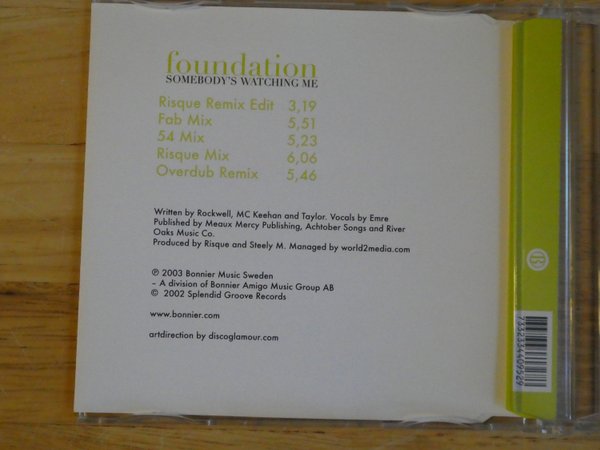 foundation
SOMEBODY'S WATCHING ME
Risque Remix Edit 3,19
Fab Mix 5,51
54 Mix 5,23
Risque Mix 6,06
Overdub Remix 5,46
Written by Rockwell, MC Keehan and Taylor. Vocals by Emre
Published by Meaux Mercy Publishing, Achtober Songs and River
Oaks Music Co.
Produced by Risque and Steely M. Managed by world2media.com
℗ 2003 Bonnier Music Sweden
– A division of Bonnier Amigo Music Group AB
© 2002 Splendid Groove Records
www.bonnier.com
artdirection by discoglamour.com
B
7332334409529